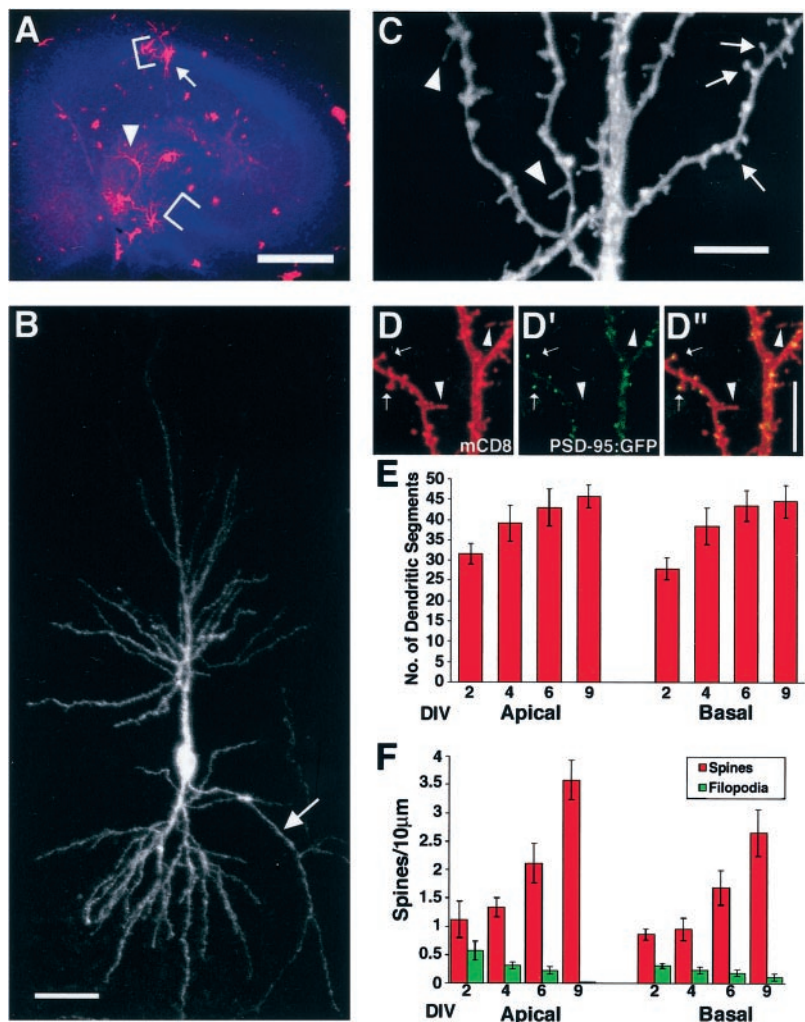 A
C
B
D
mCD8
D'
PSD-95:GFP
D"
E
No. of Dendritic Segments
50
45
40
35
30
25
20
15
10
5
0
2 4 6 9 2 4 6 9
DIV Apical Basal
F
Spines/10μm
4
3.5
3
2.5
2
1.5
1
0.5
0
Spines
Filopodia
2 4 6 9 2 4 6 9
DIV Apical Basal